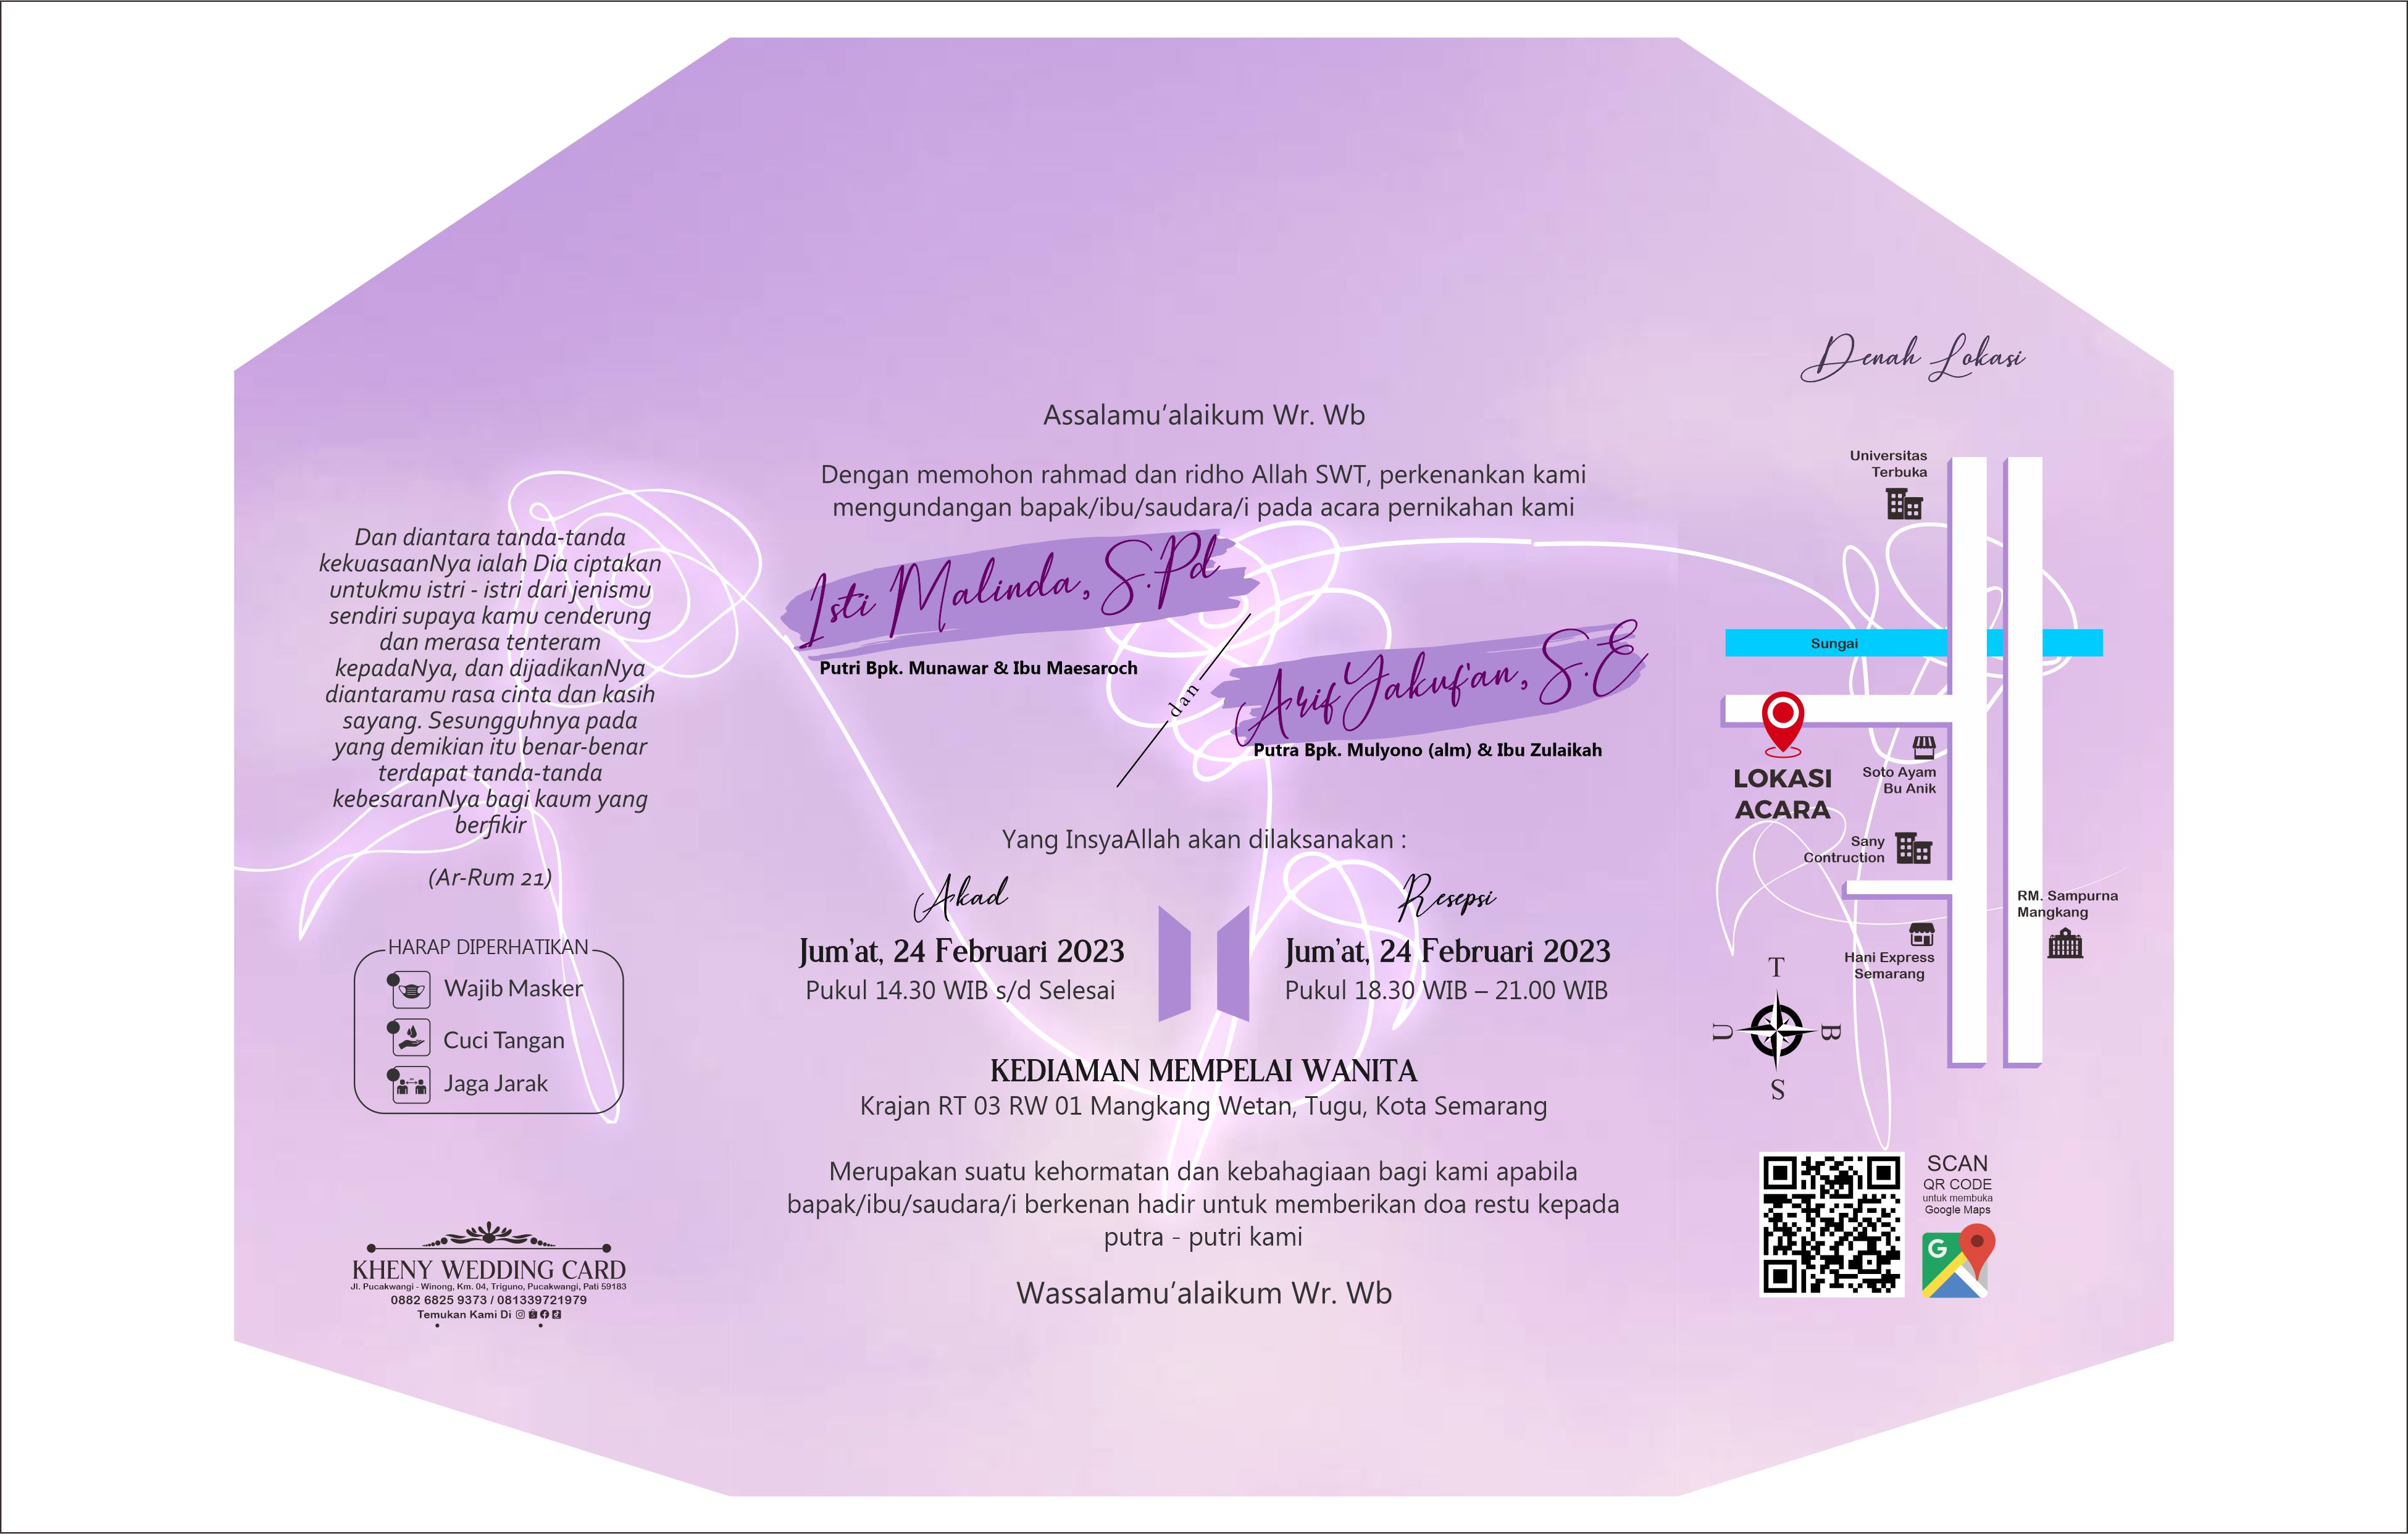 Dan diantara tanda-tanda
kekuasaanNya ialah Dia ciptakan
untukmu istri - istri dari jenismu
sendiri supaya kamu cenderung
dan merasa tenteram
kepadaNya, dan dijadikanNya
diantaramu rasa cinta dan kasih
sayang. Sesungguhnya pada
yang demikian itu benar-benar
terdapat tanda-tanda
kebesaranNya bagi kaum yang
berfikir
(Ar-Rum 21)
HARAP DIPERHATIKAN
Wajib Masker
Cuci Tangan
Jaga Jarak
KHENY WEDDING CARD
Jl. Pucakwangi - Winong, Km. 04, Triguno, Pucakwangi, Pati 59183
0882 6825 9373 / 081339721979
Temukan Kami Di
Assalamu’alaikum Wr. Wb
Dengan memohon rahmad dan ridho Allah SWT, perkenankan kami
mengundangan bapak/ibu/saudara/i pada acara pernikahan kami
Isti Malinda, S.Pd
Putri Bpk. Munawar & Ibu Maesaroch
dan
Arif Yakuf'an, S.E
Putra Bpk. Mulyono (alm) & Ibu Zulaikah
Yang InsyaAllah akan dilaksanakan :
Akad
Jum’at, 24 Februari 2023
Pukul 14.30 WIB s/d Selesai
Resepsi
Jum’at, 24 Februari 2023
Pukul 18.30 WIB – 21.00 WIB
KEDIAMAN MEMPELAI WANITA
Krajan RT 03 RW 01 Mangkang Wetan, Tugu, Kota Semarang
Merupakan suatu kehormatan dan kebahagiaan bagi kami apabila
bapak/ibu/saudara/i berkenan hadir untuk memberikan doa restu kepada
putra - putri kami
Wassalamu’alaikum Wr. Wb
Denah Lokasi
Universitas
Terbuka
Sungai
LOKASI
ACARA
Soto Ayam
Bu Anik
Sany
Contruction
RM. Sampurna
Mangkang
Hani Express
Semarang
T
U
B
S
SCAN
QR CODE
untuk membuka
Google Maps
G